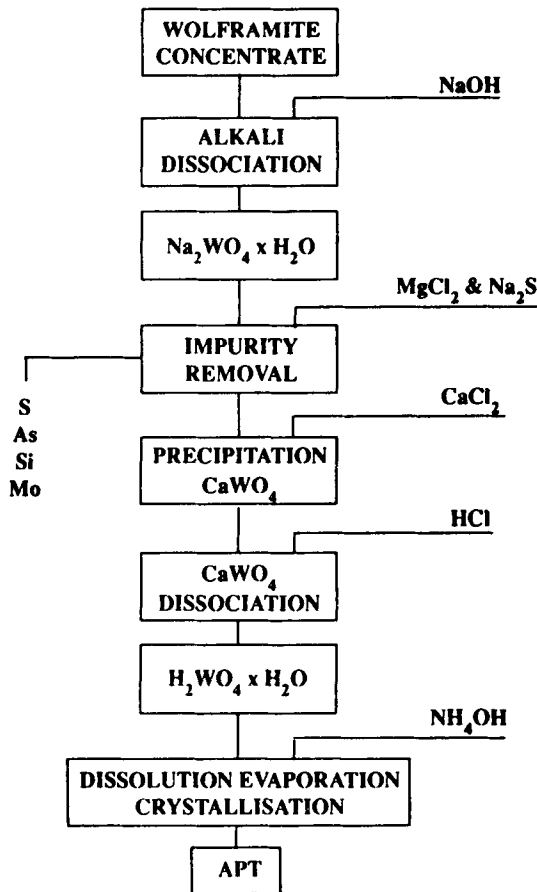 WOLFRAMITE
CONCENTRATE
NaOH
ALKALI
DISSOCIATION
Na₂WO₄ x H₂O
MgCl₂ & Na₂S
IMPURITY
REMOVAL
S
As
Si
Mo
CaCl₂
PRECIPITATION
CaWO₄
HCl
CaWO₄
DISSOCIATION
H₂WO₄ x H₂O
NH₄OH
DISSOLUTION EVAPORATION
CRYSTALLISATION
APT